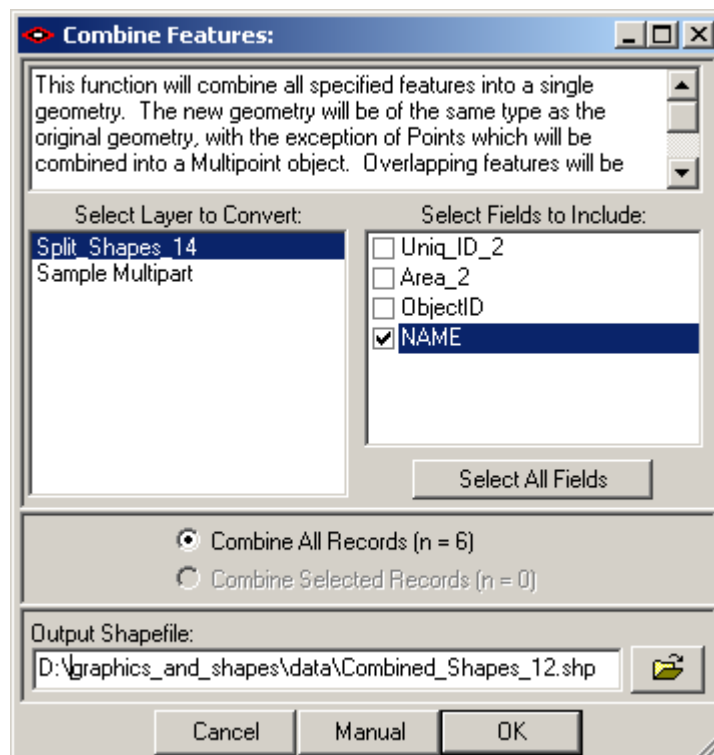 Combine Features:
This function will combine all specified features into a single
geometry. The new geometry will be of the same type as the
original geometry, with the exception of Points which will be
combined into a Multipoint object. Overlapping features will be
Select Layer to Convert:
Split_Shapes_14
Sample Multipart
Select Fields to Include:
Uniq_ID_2
Area_2
ObjectID
NAME
Select All Fields
Combine All Records (n = 6)
Combine Selected Records (n = 0)
Output Shapefile:
D:\graphics_and_shapes\data\Combined_Shapes_12.shp
Cancel
Manual
OK